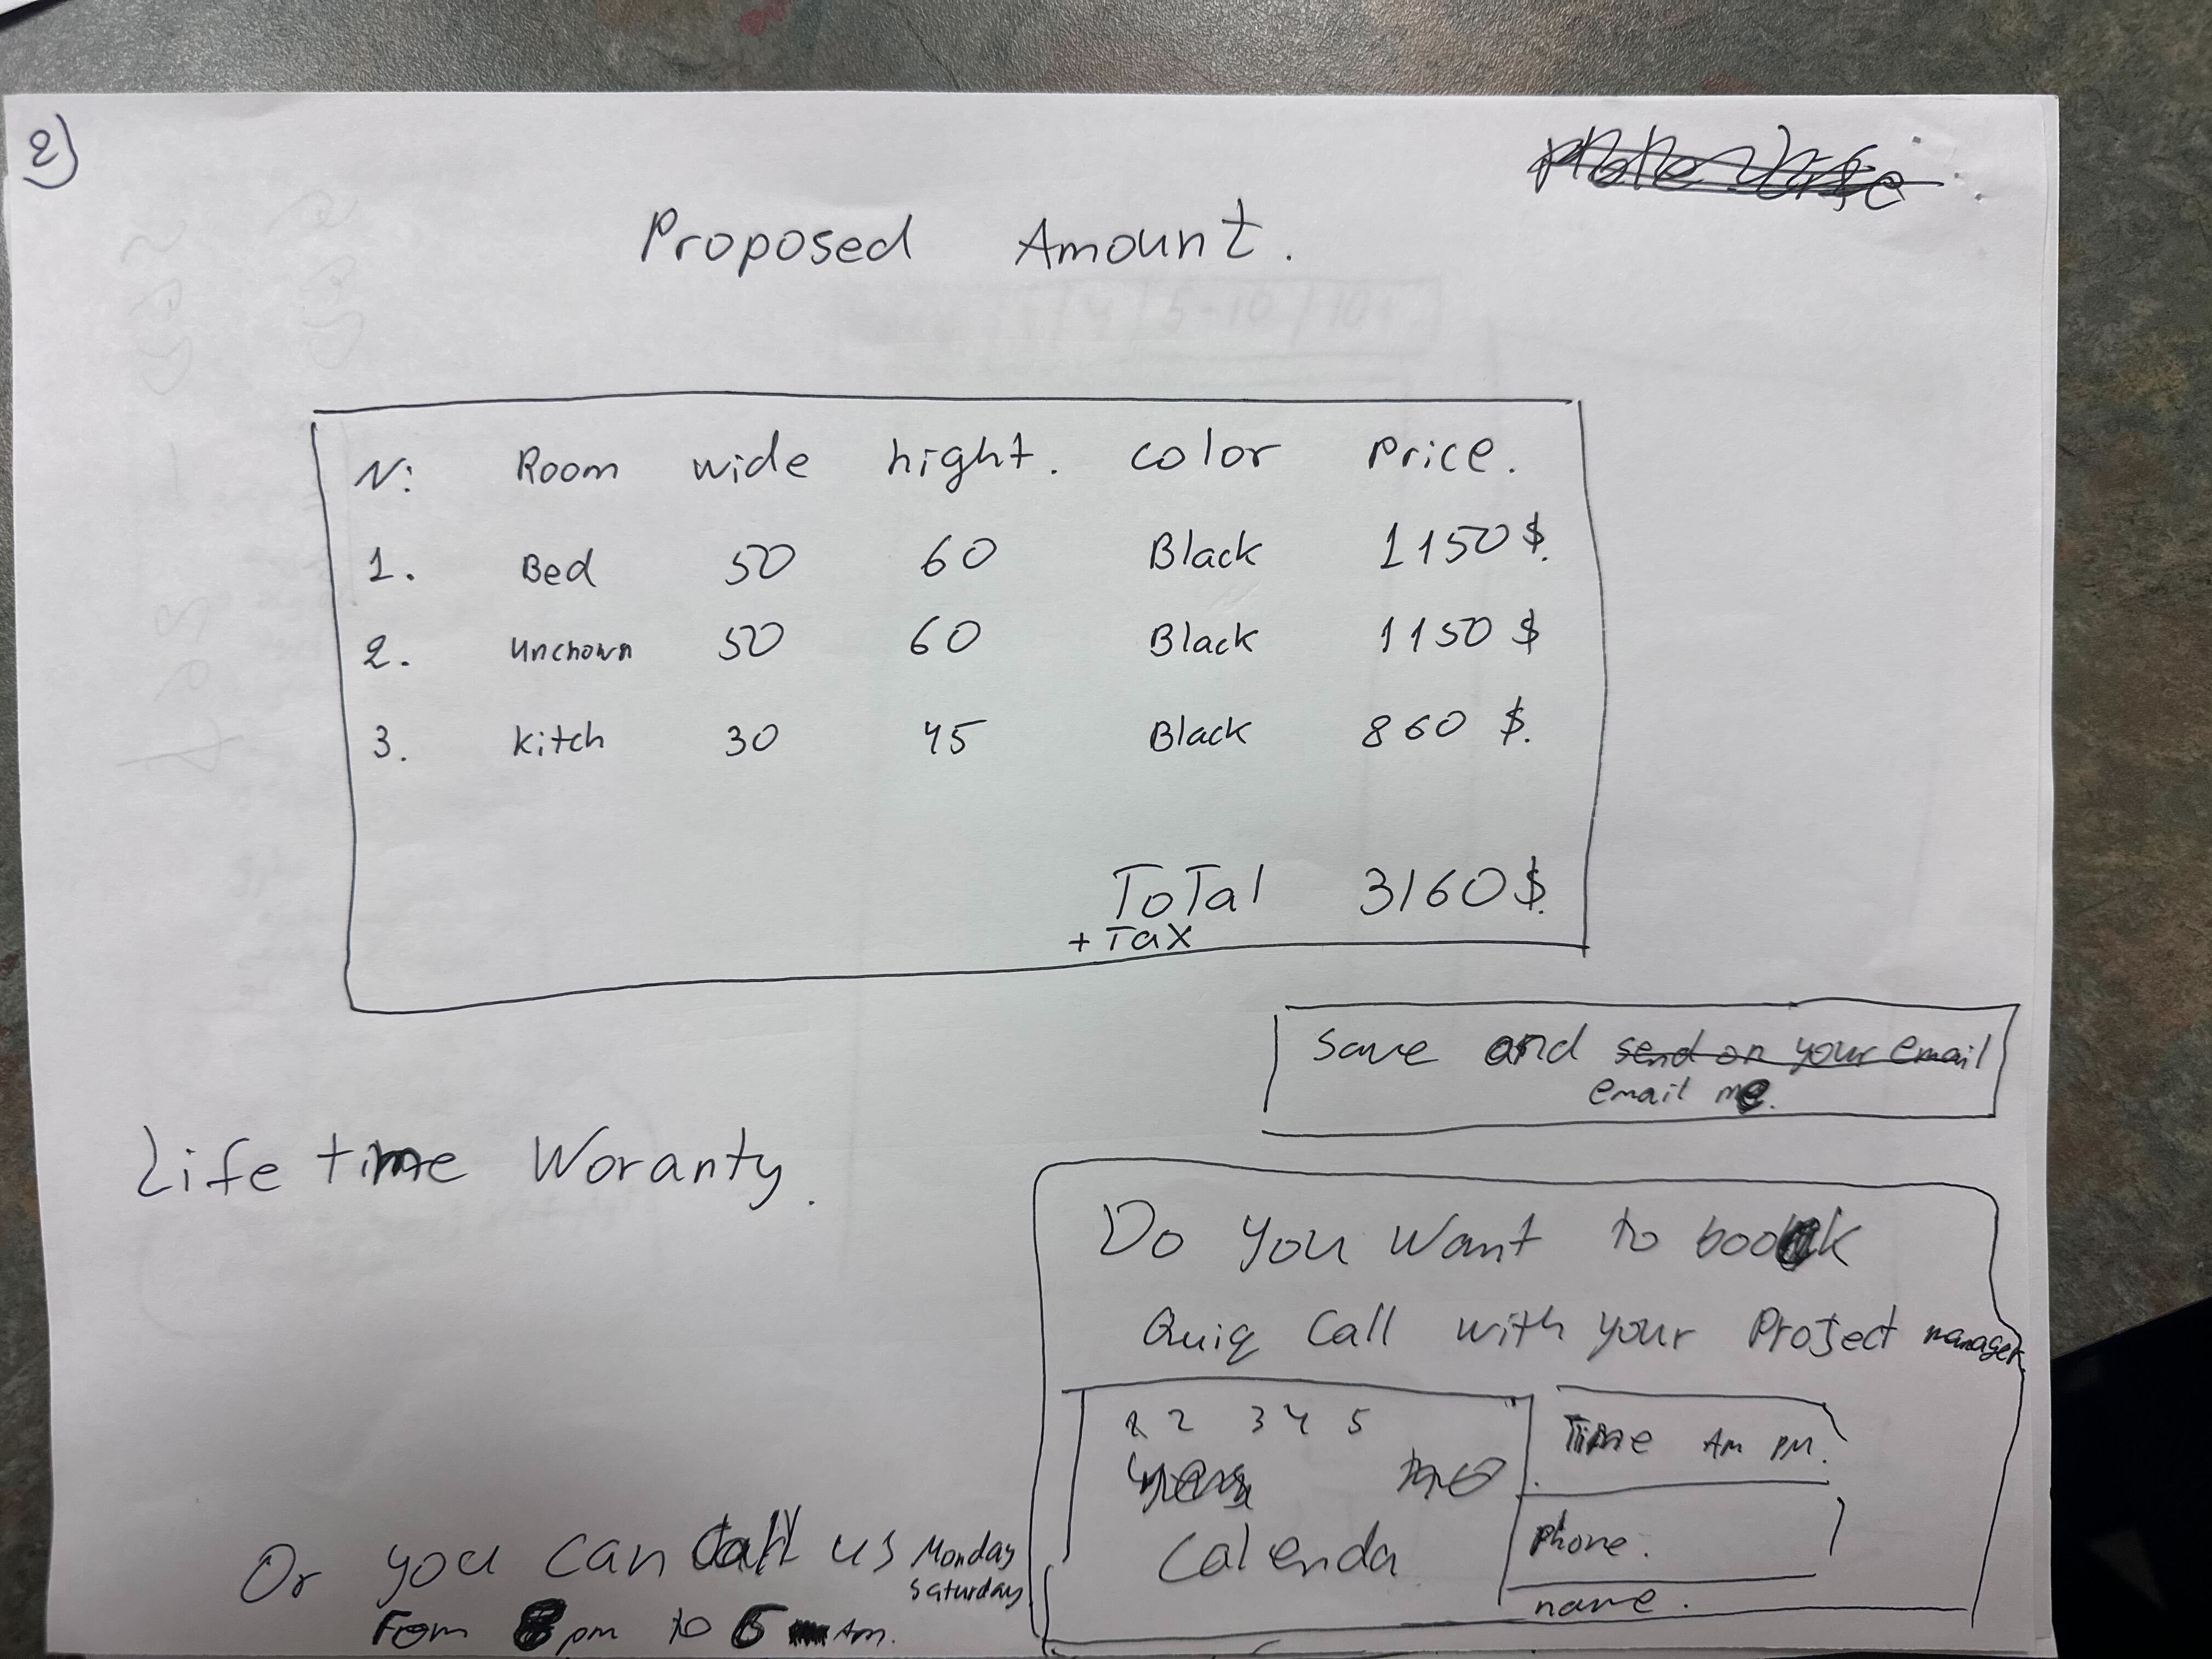 2)
Proposed Amount.
N: Room wide hight. color Price.
1. Bed 50 60 Black 1150$.
2. unchown 50 60 Black 1150$
3. kitch 30 45 Black 860 $.
ToTal 3160$.
+ Tax
Save and send on your email
email me.
Life time Woranty.
Do you want to book
Quiq Call with your Project manager
1 2 3 4 5
Calenda
Time Am PM.
phone.
name.
Or you can Call us Monday
Saturday
From 8 pm to 6 Am.